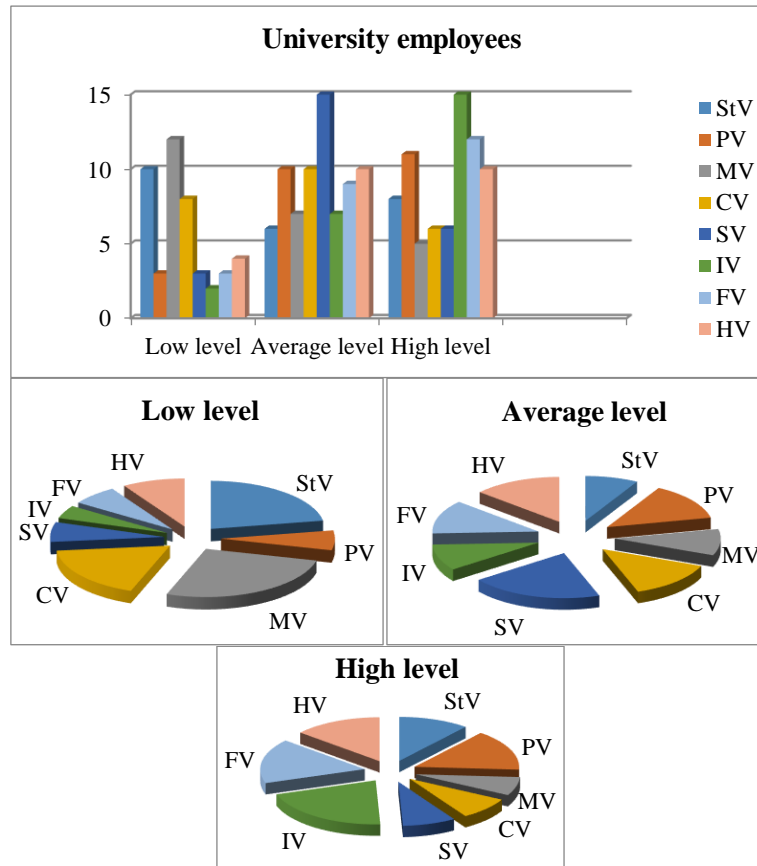 University employees
15
10
5
0
Low level Average level High level
StV
PV
MV
CV
SV
IV
FV
HV
Low level
HV
StV
FV
IV
SV
PV
CV
MV
Average level
HV
StV
PV
FV
MV
IV
CV
SV
High level
HV
StV
PV
FV
MV
CV
IV
SV